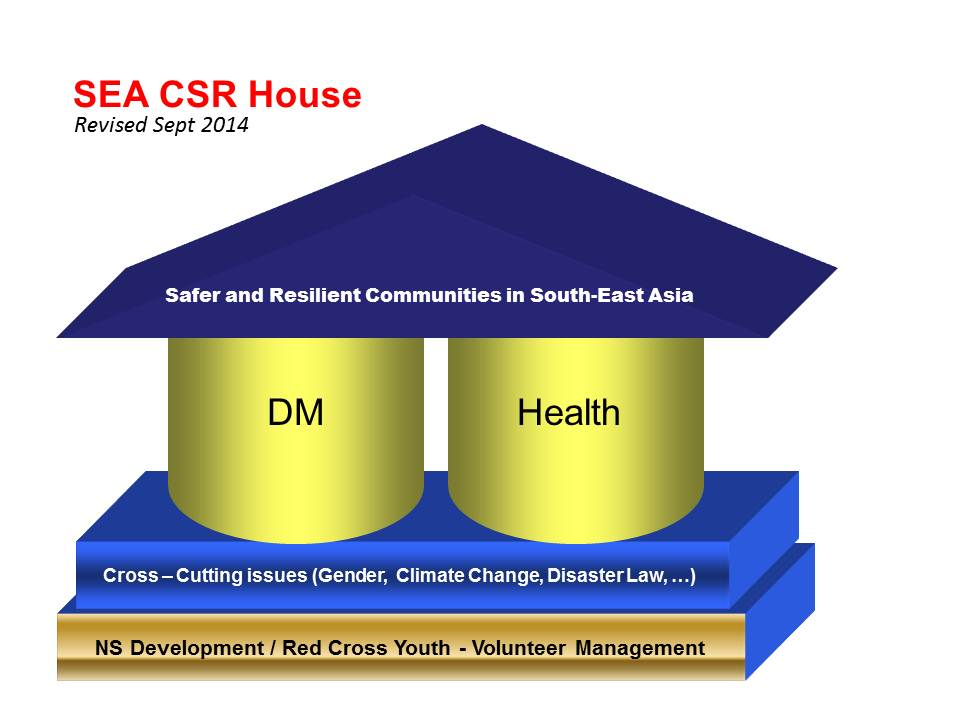 SEA CSR House
Revised Sept 2014
Safer and Resilient Communities in South-East Asia
DM
Health
Cross – Cutting issues (Gender, Climate Change, Disaster Law, …)
NS Development / Red Cross Youth - Volunteer Management